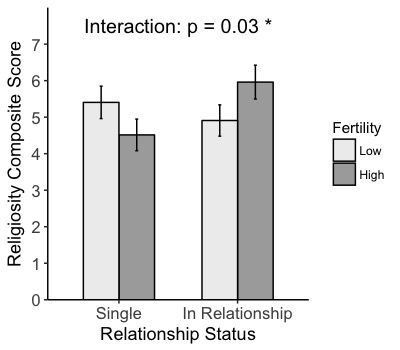 Interaction: p = 0.03 *
Religiosity Composite Score
7
6
5
4
3
2
1
0
Single
In Relationship
Relationship Status
Fertility
Low
High